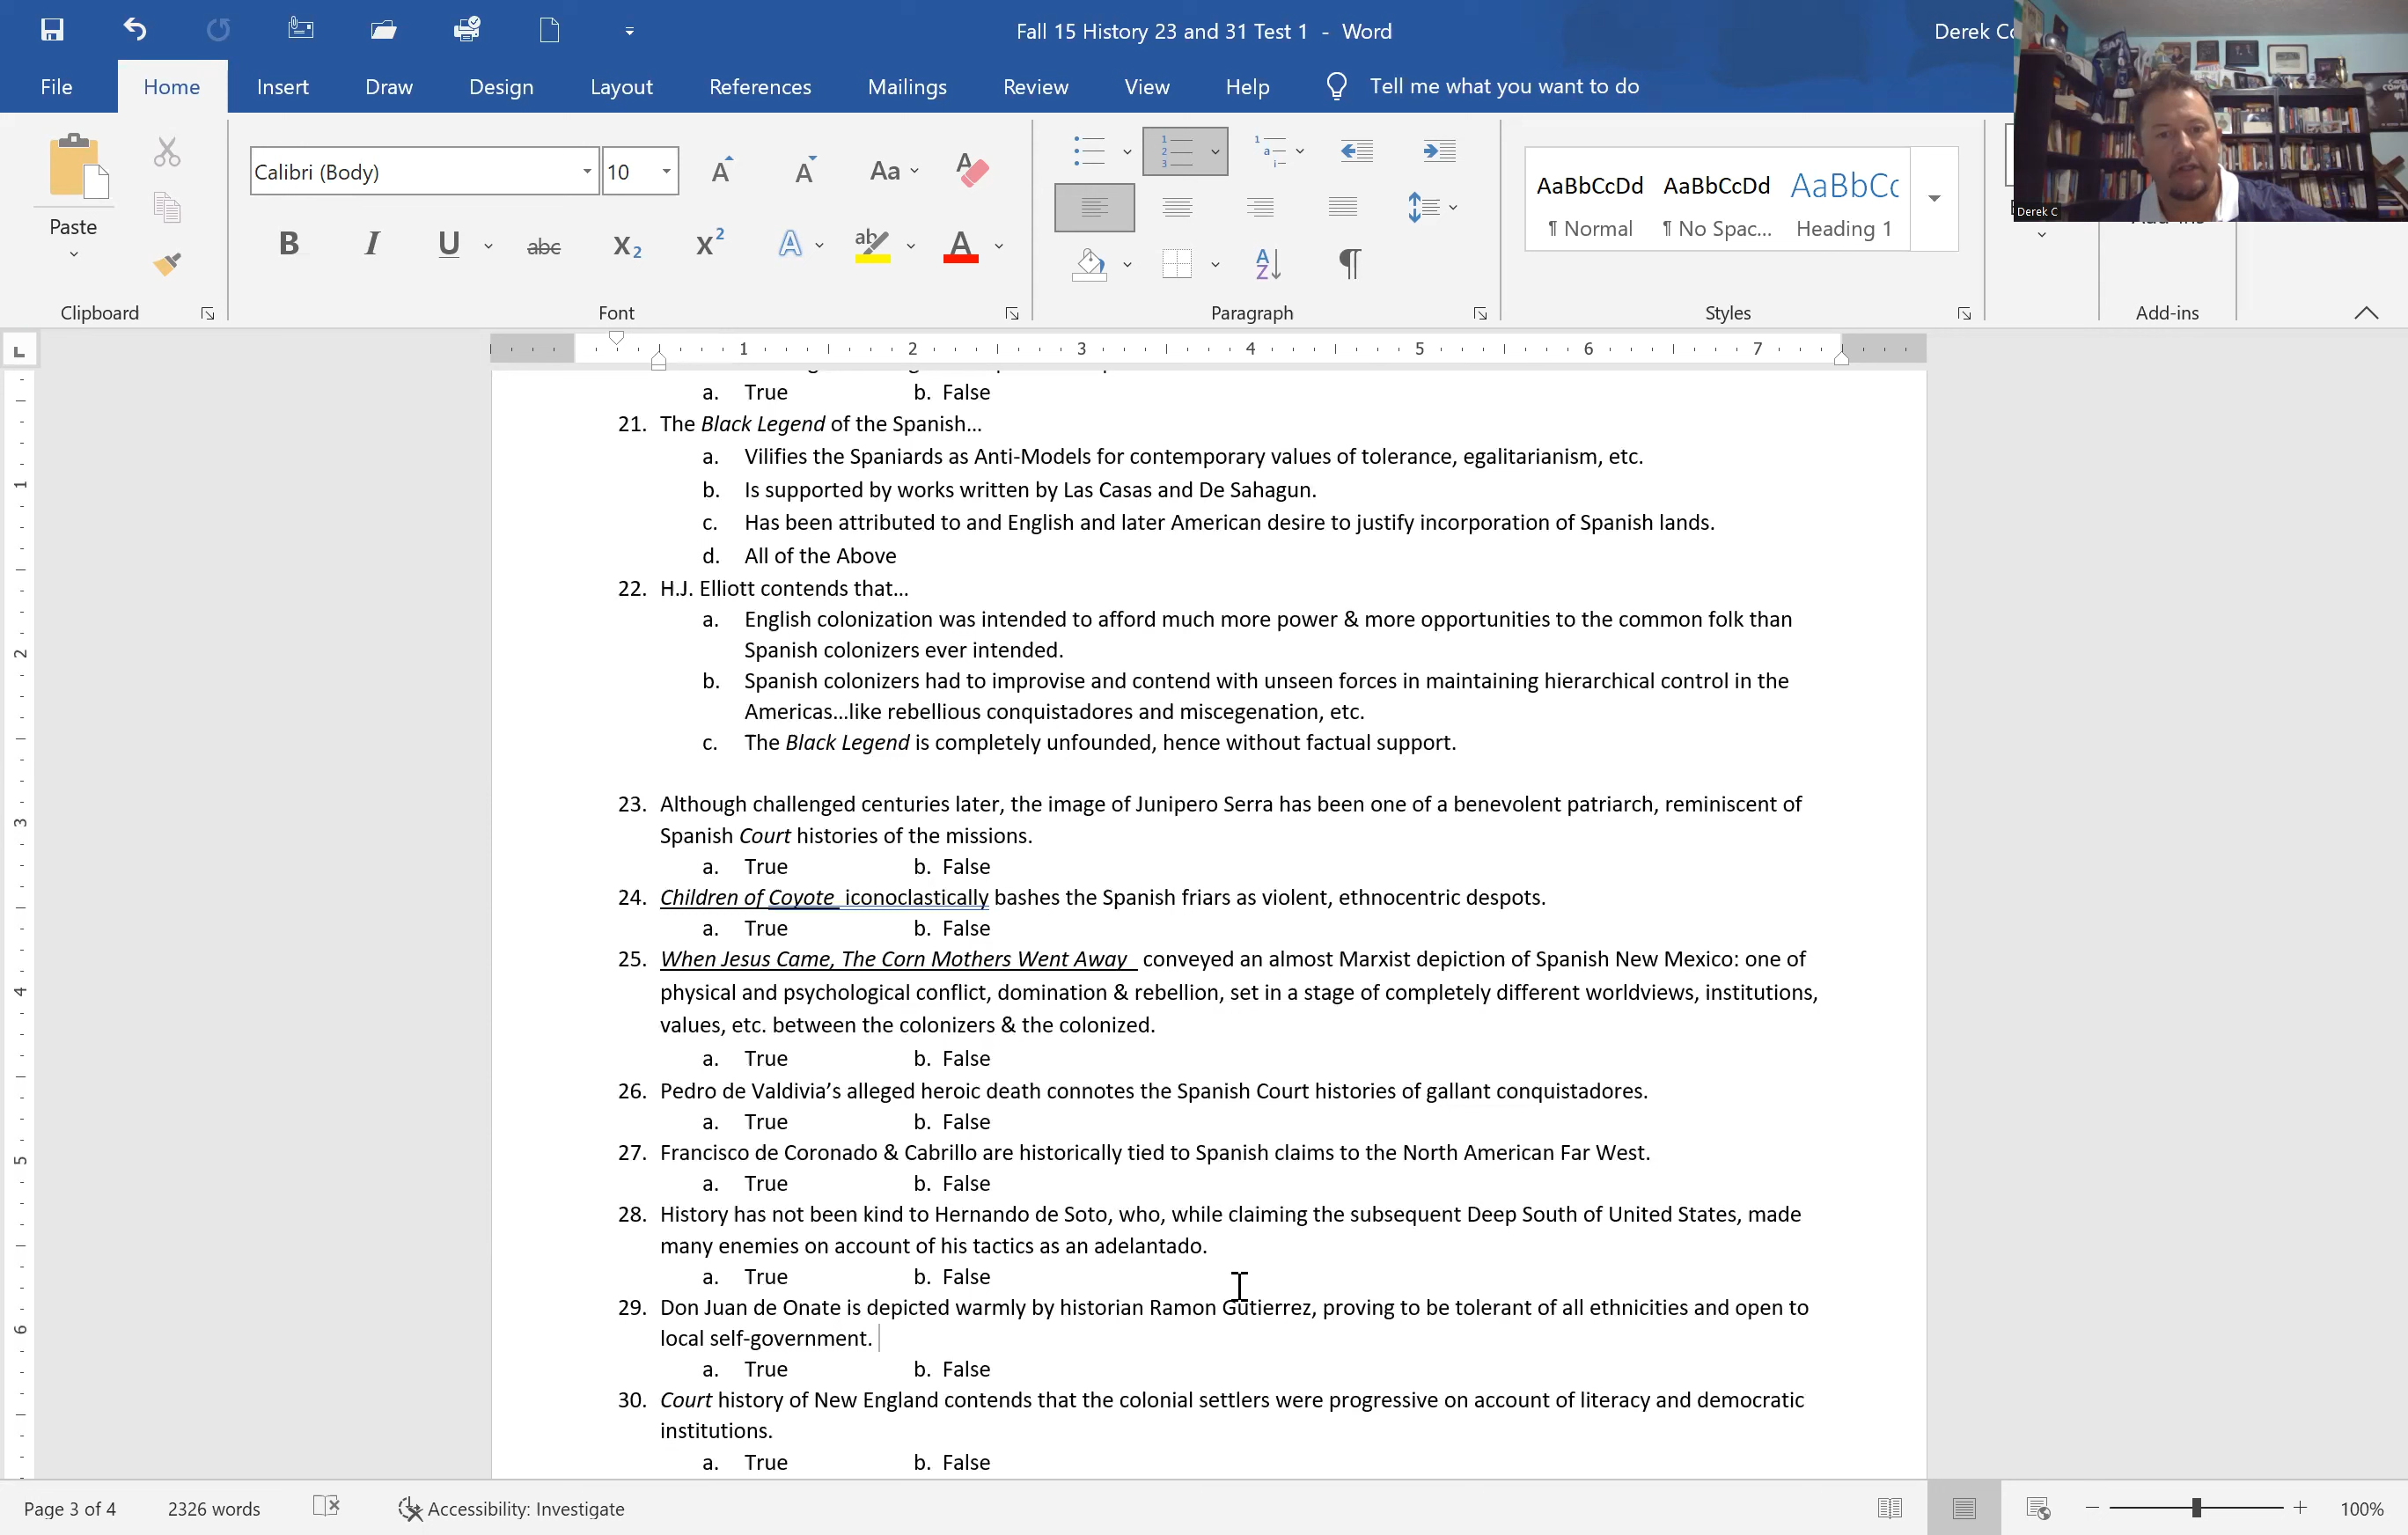 Fall 15 History 23 and 31 Test 1 - Word
Derek
File Home Insert Draw Design Layout References Mailings Review View Help Tell me what you want to do
Derek C
Paste
Calibri (Body) 10
Aa
B I U abc X2 X2 A ab A
AaBbCcDd AaBbCcDd AaBbCc
¶ Normal ¶ No Spac... Heading 1
Clipboard Font Paragraph Styles Add-ins
1 2 3 4 5 6 7
a. True b. False
21. The Black Legend of the Spanish...
a. Vilifies the Spaniards as Anti-Models for contemporary values of tolerance, egalitarianism, etc.
b. Is supported by works written by Las Casas and De Sahagun.
c. Has been attributed to and English and later American desire to justify incorporation of Spanish lands.
d. All of the Above
22. H.J. Elliott contends that...
a. English colonization was intended to afford much more power & more opportunities to the common folk than
Spanish colonizers ever intended.
b. Spanish colonizers had to improvise and contend with unseen forces in maintaining hierarchical control in the
Americas...like rebellious conquistadores and miscegenation, etc.
c. The Black Legend is completely unfounded, hence without factual support.
23. Although challenged centuries later, the image of Junipero Serra has been one of a benevolent patriarch, reminiscent of
Spanish Court histories of the missions.
a. True b. False
24. Children of Coyote iconoclastically bashes the Spanish friars as violent, ethnocentric despots.
a. True b. False
25. When Jesus Came, The Corn Mothers Went Away conveyed an almost Marxist depiction of Spanish New Mexico: one of
physical and psychological conflict, domination & rebellion, set in a stage of completely different worldviews, institutions,
values, etc. between the colonizers & the colonized.
a. True b. False
26. Pedro de Valdivia's alleged heroic death connotes the Spanish Court histories of gallant conquistadores.
a. True b. False
27. Francisco de Coronado & Cabrillo are historically tied to Spanish claims to the North American Far West.
a. True b. False
28. History has not been kind to Hernando de Soto, who, while claiming the subsequent Deep South of United States, made
many enemies on account of his tactics as an adelantado.
a. True b. False
29. Don Juan de Onate is depicted warmly by historian Ramon Gutierrez, proving to be tolerant of all ethnicities and open to
local self-government.
a. True b. False
30. Court history of New England contends that the colonial settlers were progressive on account of literacy and democratic
institutions.
a. True b. False
Page 3 of 4 2326 words Accessibility: Investigate 100%